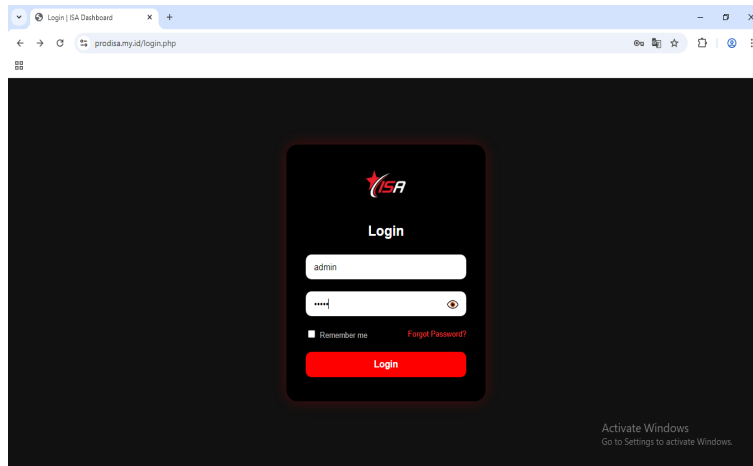 Login | ISA Dashboard
prodisa.my.id/login.php
ISA
Login
admin
•••••
Remember me Forgot Password?
Login
Activate Windows
Go to Settings to activate Windows.